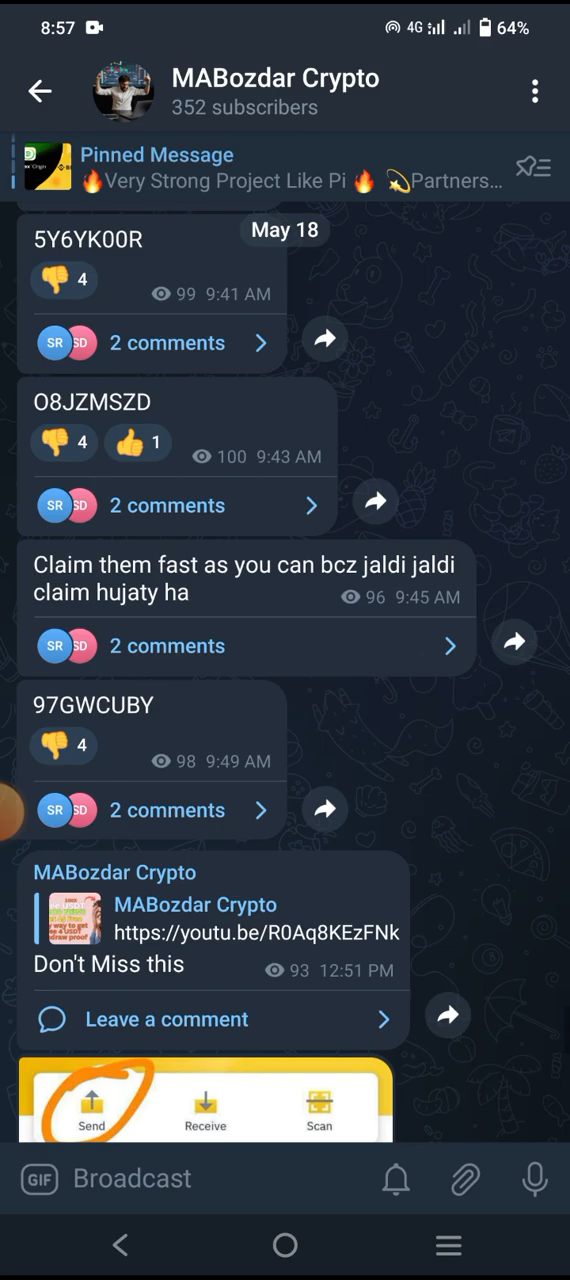 8:57
4G
64%
MABozdar Crypto
352 subscribers
Pinned Message
🔥Very Strong Project Like Pi 🔥 💫Partners...
May 18
5Y6YK00R
👎 4
99 9:41 AM
SR SD 2 comments
O8JZMSZD
👎 4 👍 1
100 9:43 AM
SR SD 2 comments
Claim them fast as you can bcz jaldi jaldi
claim hujaty ha
96 9:45 AM
SR SD 2 comments
97GWCUBY
👎 4
98 9:49 AM
SR SD 2 comments
MABozdar Crypto
MABozdar Crypto
https://youtu.be/R0Aq8KEzFNk
Don't Miss this
93 12:51 PM
Leave a comment
Send Receive Scan
GIF Broadcast